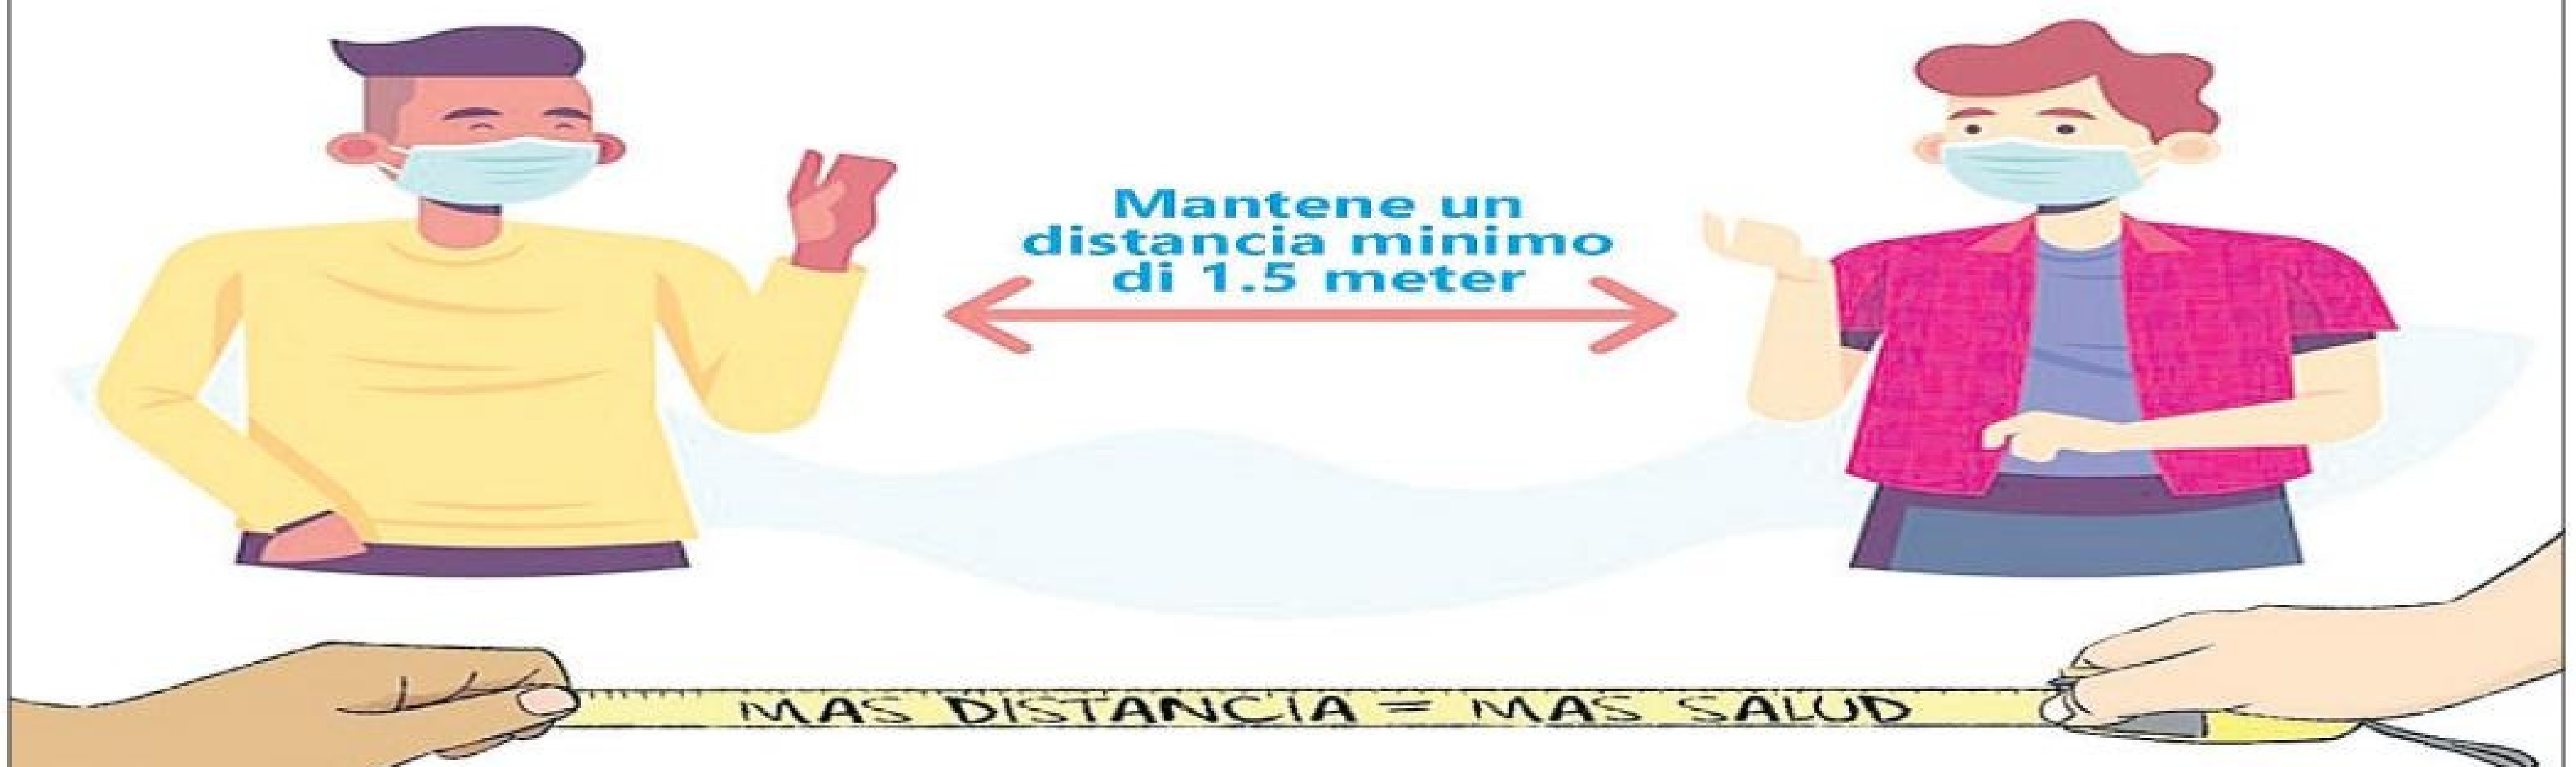 Mantene un
distancia minimo
di 1.5 meter
MAS DISTANCIA = MAS SALUD